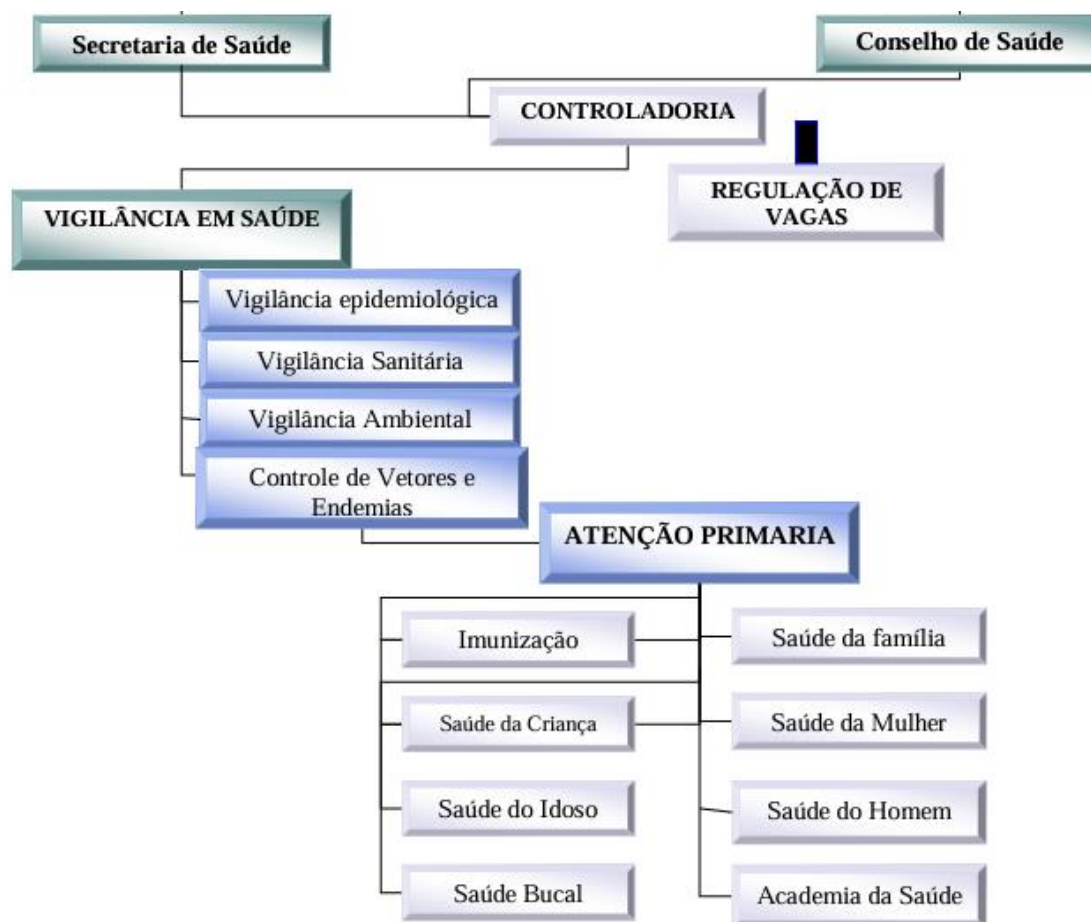 Secretaria de Saúde
Conselho de Saúde
CONTROLADORIA
REGULAÇÃO DE
VAGAS
VIGILÂNCIA EM SAÚDE
Vigilância epidemiológica
Vigilância Sanitária
Vigilância Ambiental
Controle de Vetores e
Endemias
ATENÇÃO PRIMARIA
Imunização
Saúde da família
Saúde da Criança
Saúde da Mulher
Saúde do Idoso
Saúde do Homem
Saúde Bucal
Academia da Saúde